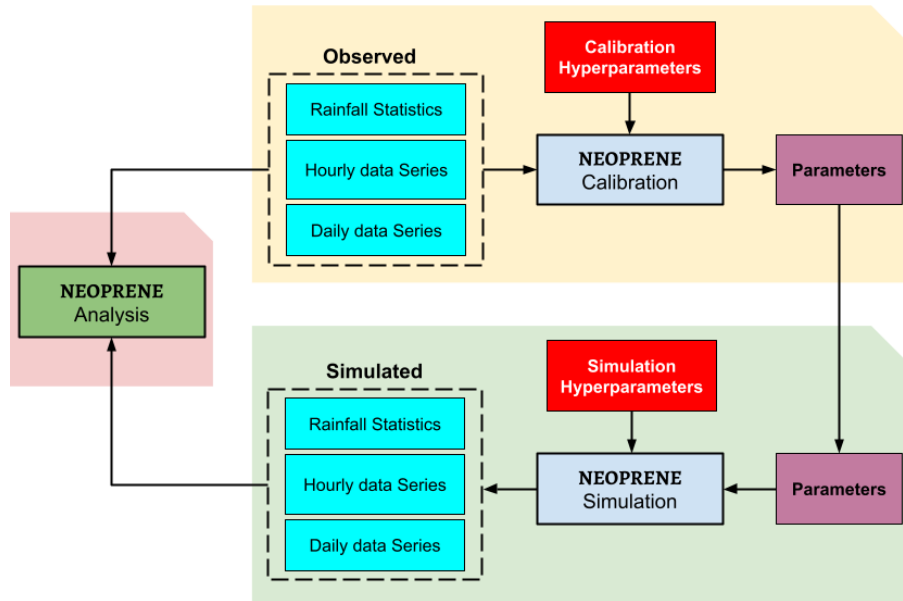 Observed
Rainfall Statistics
Hourly data Series
Daily data Series
Calibration
Hyperparameters
NEOPRENE
Calibration
Parameters
NEOPRENE
Analysis
Simulated
Rainfall Statistics
Hourly data Series
Daily data Series
Simulation
Hyperparameters
NEOPRENE
Simulation
Parameters